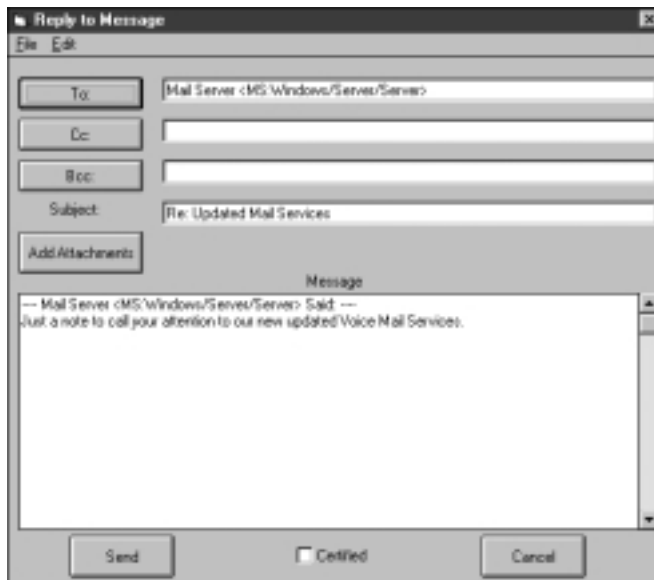 Reply to Message
File Edit
To: Mail Server <MS:Windows/Server/Server>
Cc:
Bcc:
Subject: Re: Updated Mail Services
Add Attachments
Message
--- Mail Server <MS:Windows/Server/Server> Said: ---
Just a note to call your attention to our new updated Voice Mail Services.
Send Certified Cancel